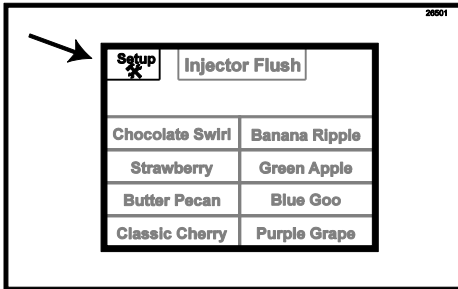 26501
Setup Injector Flush
Chocolate Swirl Banana Ripple
Strawberry Green Apple
Butter Pecan Blue Goo
Classic Cherry Purple Grape